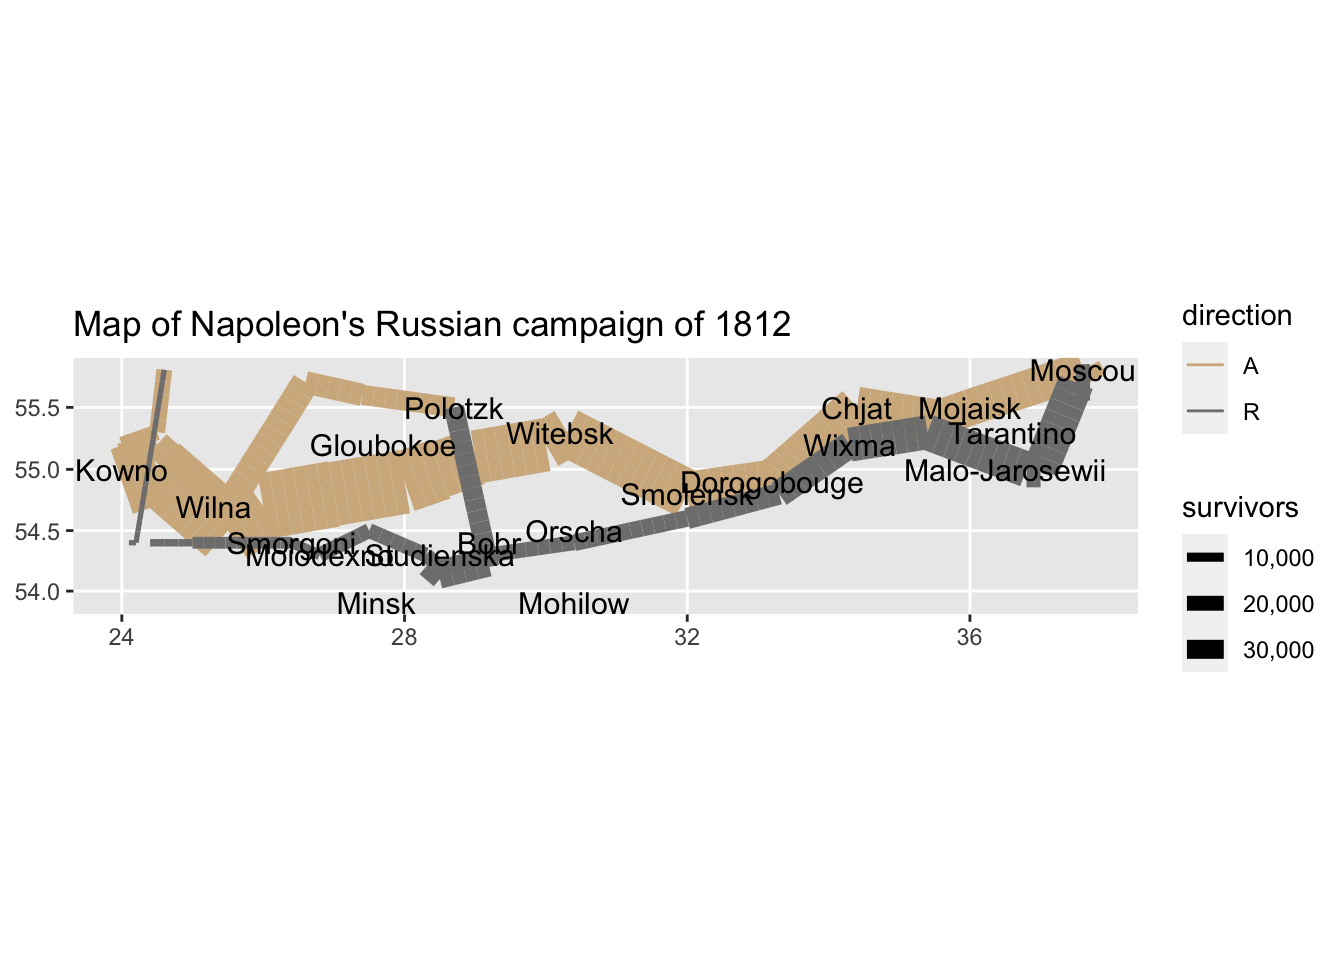 Map of Napoleon's Russian campaign of 1812
direction
A
R
survivors
10,000
20,000
30,000
55.5
55.0
54.5
54.0
24
28
32
36
Moscou
Polotzk
Chjat
Mojaisk
Gloubokoe
Witebsk
Wixma
Tarantino
Kowno
Malo-Jarosewii
Dorogobouge
Smolensk
Wilna
Orscha
Smorgoni
Bobr
Molodexno
Studienska
Minsk
Mohilow